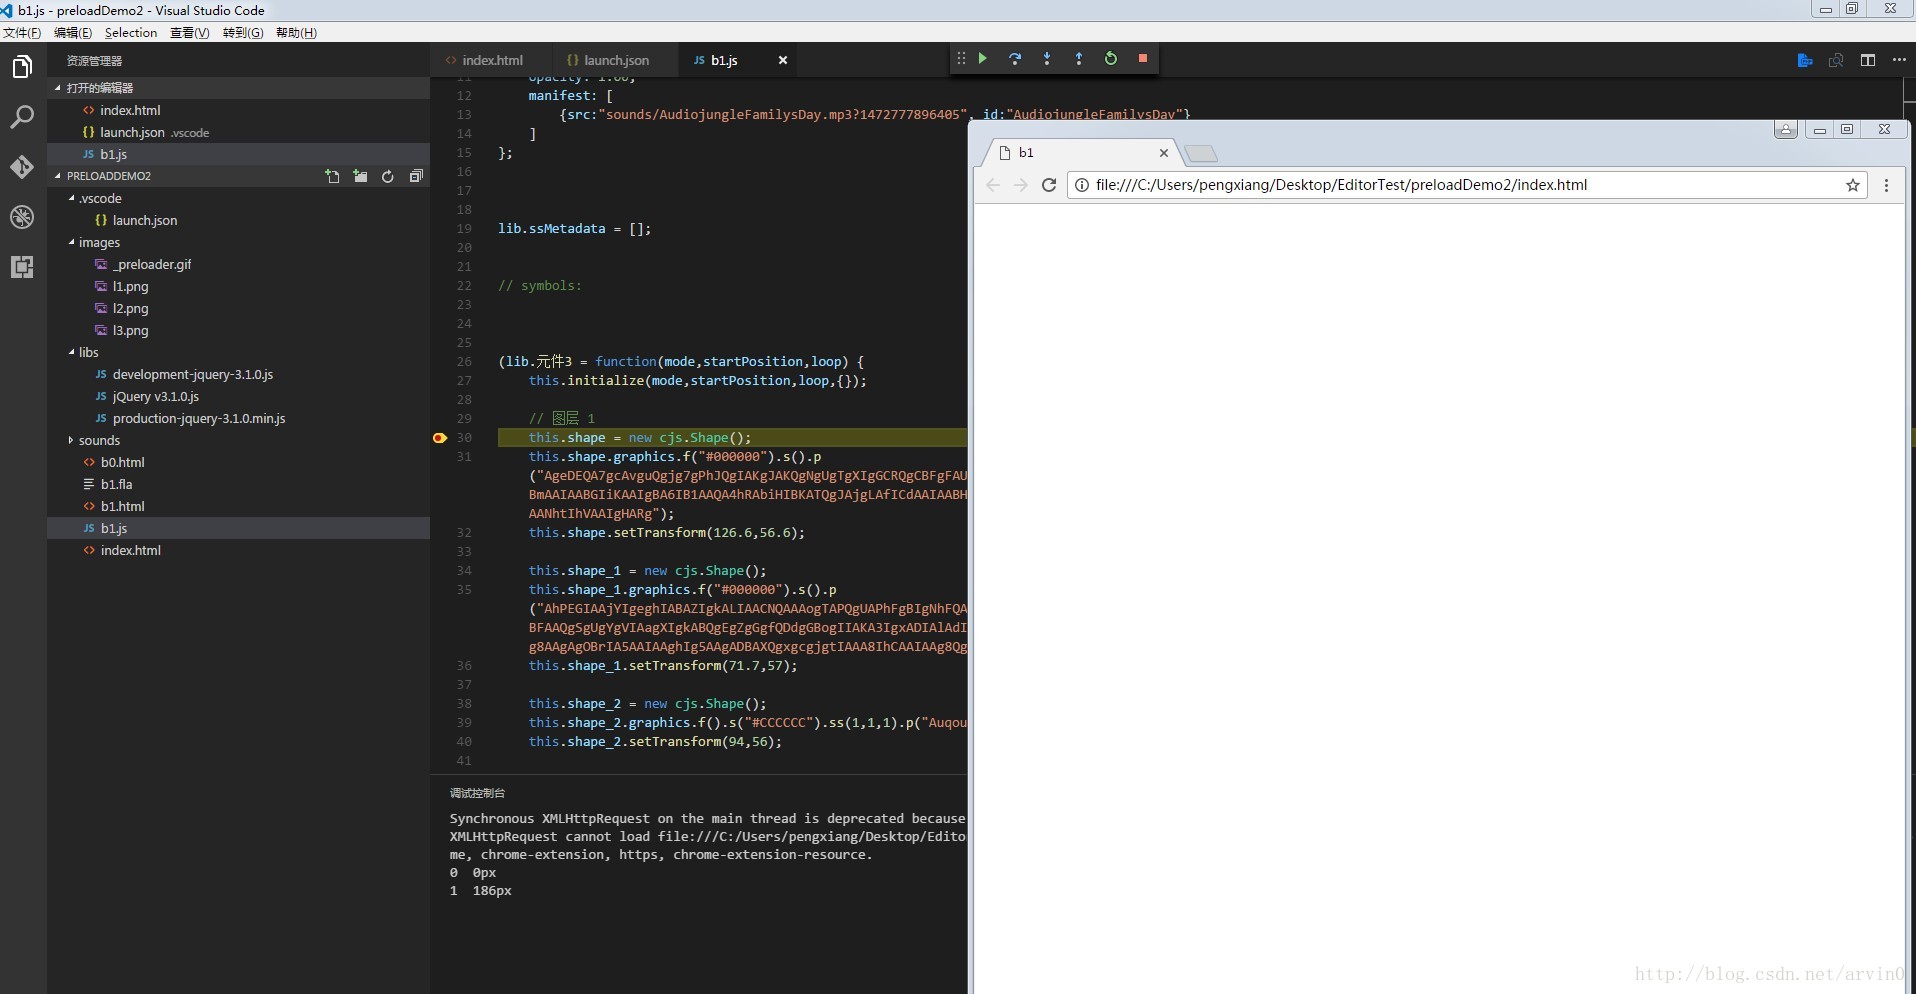 b1.js - preloadDemo2 - Visual Studio Code
文件(F) 编辑(E) Selection 查看(V) 转到(G) 帮助(H)
资源管理器
打开的编辑器
index.html
launch.json .vscode
b1.js
PRELOADDEMO2
.vscode
launch.json
images
_preloader.gif
l1.png
l2.png
l3.png
libs
development-jquery-3.1.0.js
jQuery v3.1.0.js
production-jquery-3.1.0.min.js
sounds
b0.html
b1.fla
b1.html
b1.js
index.html
index.html launch.json b1.js
11 opacity: 1.00,
12 manifest: [
13 {src:"sounds/AudiojungleFamilysDay.mp3?1472777896405", id:"AudiojungleFamilysDay"}
14 ]
15 };
16
17
18
19 lib.ssMetadata = [];
20
21
22 // symbols:
23
24
25
26 (lib.元件3 = function(mode,startPosition,loop) {
27 this.initialize(mode,startPosition,loop,{});
28
29 // 图层 1
30 this.shape = new cjs.Shape();
31 this.shape.graphics.f("#000000").s().p
("AgeDEQA7gcAvguQgjg7gPhJQgIAKgJAKQgNgUgTgXIgGCRQgCBFgFAU
BmAAIAABGIiKAAIgBA6IB1AAQA4hRAbiHIBKATQgJAjgLAfICdAAIAABH
AANhtIhVAAIgHARg");
32 this.shape.setTransform(126.6,56.6);
33
34 this.shape_1 = new cjs.Shape();
35 this.shape_1.graphics.f("#000000").s().p
("AhPEGIAAjYIgeghIABAZIgkALIAACNQAAAogTAPQgUAPhFgBIgNhFQA
BFAAQgSgUgYgVIAagXIgkABQgEgZgGgfQDdgGBogIIAKA3IgxADIAlAdI
g8AAgAgOBrIA5AAIAAghIg5AAgADBAXQgxgcgjgtIAAA8IhCAAIAAg8Qg
36 this.shape_1.setTransform(71.7,57);
37
38 this.shape_2 = new cjs.Shape();
39 this.shape_2.graphics.f().s("#CCCCCC").ss(1,1,1).p("Auqou
40 this.shape_2.setTransform(94,56);
41
调试控制台
Synchronous XMLHttpRequest on the main thread is deprecated because
XMLHttpRequest cannot load file:///C:/Users/pengxiang/Desktop/Edito
me, chrome-extension, https, chrome-extension-resource.
0 0px
1 186px
b1
file:///C:/Users/pengxiang/Desktop/EditorTest/preloadDemo2/index.html
http://blog.csdn.net/arvin0